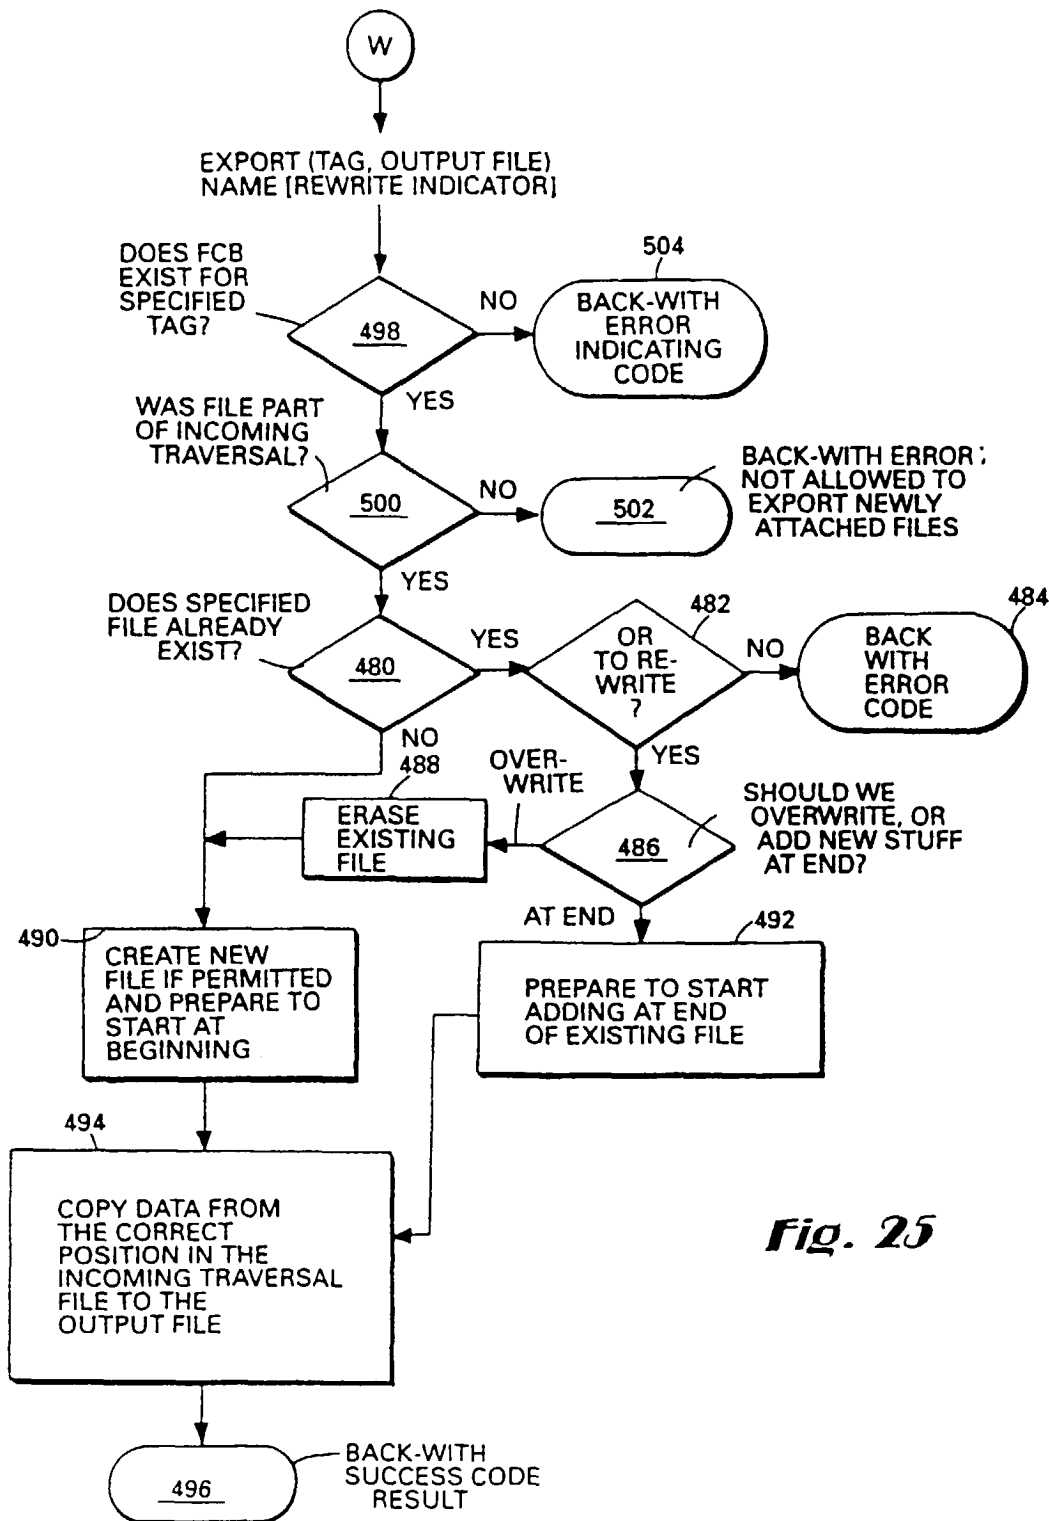 W
EXPORT (TAG, OUTPUT FILE)
NAME [REWRITE INDICATOR]
DOES FCB
EXIST FOR
SPECIFIED
TAG?
498
NO
504
BACK-WITH
ERROR
INDICATING
CODE
YES
WAS FILE PART
OF INCOMING
TRAVERSAL?
500
NO
502
BACK-WITH ERROR;
NOT ALLOWED TO
EXPORT NEWLY
ATTACHED FILES
YES
DOES SPECIFIED
FILE ALREADY
EXIST?
480
YES
482
OR
TO RE-
WRITE
?
NO
484
BACK
WITH
ERROR
CODE
NO
YES
488
ERASE
EXISTING
FILE
OVER-
WRITE
486
SHOULD WE
OVERWRITE, OR
ADD NEW STUFF
AT END?
AT END
490
CREATE NEW
FILE IF PERMITTED
AND PREPARE TO
START AT
BEGINNING
492
PREPARE TO START
ADDING AT END
OF EXISTING FILE
494
COPY DATA FROM
THE CORRECT
POSITION IN THE
INCOMING TRAVERSAL
FILE TO THE
OUTPUT FILE
Fig. 25
496
BACK-WITH
SUCCESS CODE
RESULT